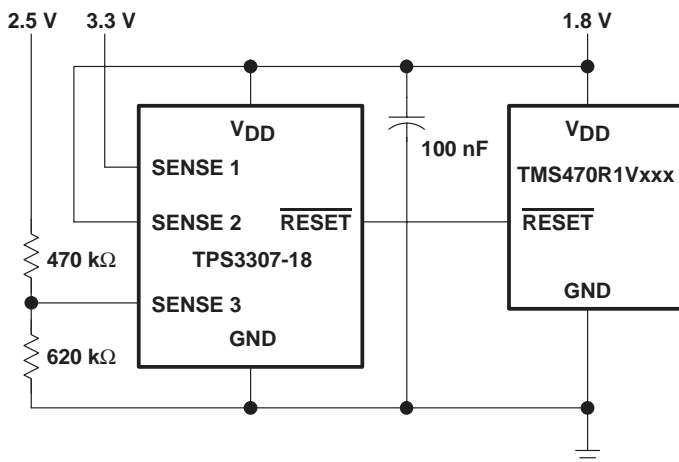 2.5 V 3.3 V 1.8 V
VDD VDD
SENSE 1 100 nF TMS470R1Vxxx
SENSE 2 RESET RESET
470 kΩ TPS3307-18
SENSE 3 GND
620 kΩ GND